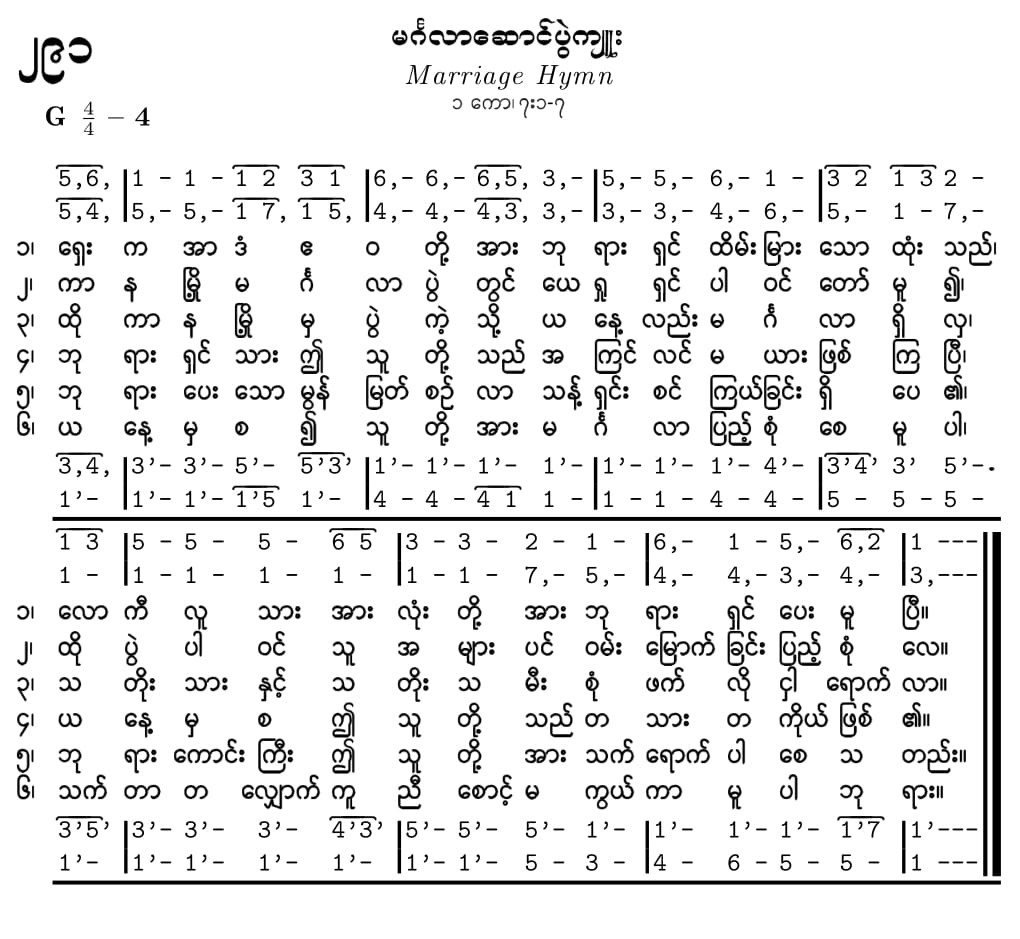 ၂၉၁
မင်္ဂလာဆောင်ပွဲကျူး
Marriage Hymn
၁ ကော၊ ၇း၁-၇
G 4/4 – 4
5,6, |1 - 1 - 1 2 3 1 |6,- 6,- 6,5, 3,- |5,- 5,- 6,- 1 - |3 2 1 3 2 -
5,4, |5,- 5,- 1 7, 1 5, |4,- 4,- 4,3, 3,- |3,- 3,- 4,- 6,- |5,- 1 - 7,-
၁၊ ရှေး က အာ ဒံ ဧ ဝ တို့ အား ဘု ရား ရှင် ထိမ်း မြား သော ထုံး သည်၊
၂၊ ကာ န မြို့ မ င်္ဂ လာ ပွဲ တွင် ယေ ရှု ရှင် ပါ ဝင် တော် မူ ၍၊
၃၊ ထို ကာ န မြို့ မှ ပွဲ ကဲ့ သို့ ယ နေ့ လည်း မ င်္ဂ လာ ရှိ လှ၊
၄၊ ဘု ရား ရှင် သား ဤ သူ တို့ သည် အ ကြင် လင် မ ယား ဖြစ် ကြ ပြီ၊
၅၊ ဘု ရား ပေး သော မွန် မြတ် စဉ် လာ သန့် ရှင်း စင် ကြယ် ခြင်း ရှိ ပေ ၏၊
၆၊ ယ နေ့ မှ စ ၍ သူ တို့ အား မ င်္ဂ လာ ပြည့် စုံ စေ မူ ပါ၊
3,4, |3’- 3’- 5’- 5’3’ |1’- 1’- 1’- 1’- |1’- 1’- 1’- 4’- |3’4’ 3’ 5’-.
1’- |1’- 1’- 1’5 1’- |4 - 4 - 4 1 1 - |1 - 1 - 4 - 4 - |5 - 5 - 5 -
1 3 |5 - 5 - 5 - 6 5 |3 - 3 - 2 - 1 - |6,- 1 - 5,- 6,2 |1 ---
1 - |1 - 1 - 1 - 1 - |1 - 1 - 7,- 5,- |4,- 4,- 3,- 4,- |3,---
၁၊ လော ကီ လူ သား အား လုံး တို့ အား ဘု ရား ရှင် ပေး မူ ပြီ။
၂၊ ထို ပွဲ ပါ ဝင် သူ အ များ ပင် ဝမ်း မြောက် ခြင်း ပြည့် စုံ လေ။
၃၊ သ တိုး သား နှင့် သ တိုး သ မီး စုံ ဖက် လို ငှါ ရောက် လာ။
၄၊ ယ နေ့ မှ စ ဤ သူ တို့ သည် တ သား တ ကိုယ် ဖြစ် ၏။
၅၊ ဘု ရား ကောင်း ကြီး ဤ သူ တို့ အား သက် ရောက် ပါ စေ သ တည်း။
၆၊ သက် တာ တ လျှောက် ကူ ညီ စောင့် မ ကွယ် ကာ မူ ပါ ဘု ရား။
3’5’ |3’- 3’- 3’- 4’3’ |5’- 5’- 5’- 1’- |1’- 1’- 1’- 1’7 |1’---
1’- |1’- 1’- 1’- 1’- |1’- 1’- 5 - 3 - |4 - 6 - 5 - 5 - |1 ---